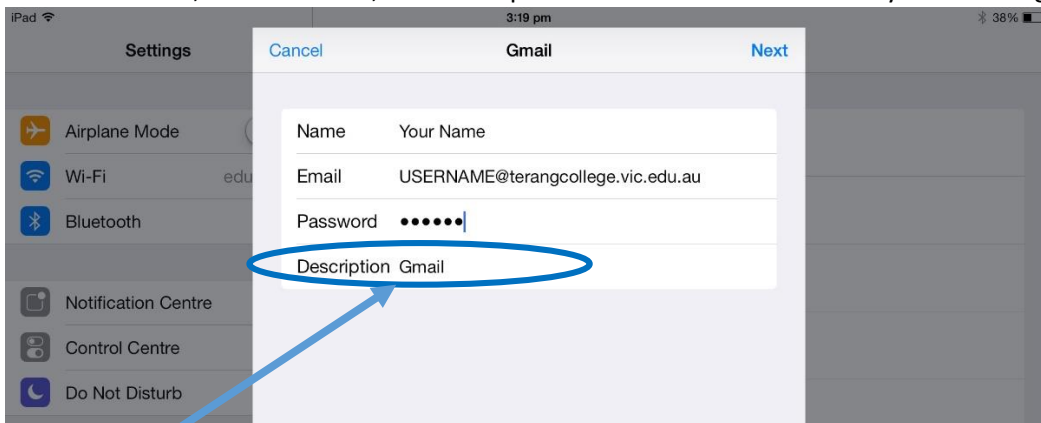 iPad 3:19 pm 38%
Settings
Cancel Gmail Next
Airplane Mode
Name Your Name
Wi-Fi edu
Email USERNAME@terangcollege.vic.edu.au
Bluetooth
Password ••••••
Description Gmail
Notification Centre
Control Centre
Do Not Disturb